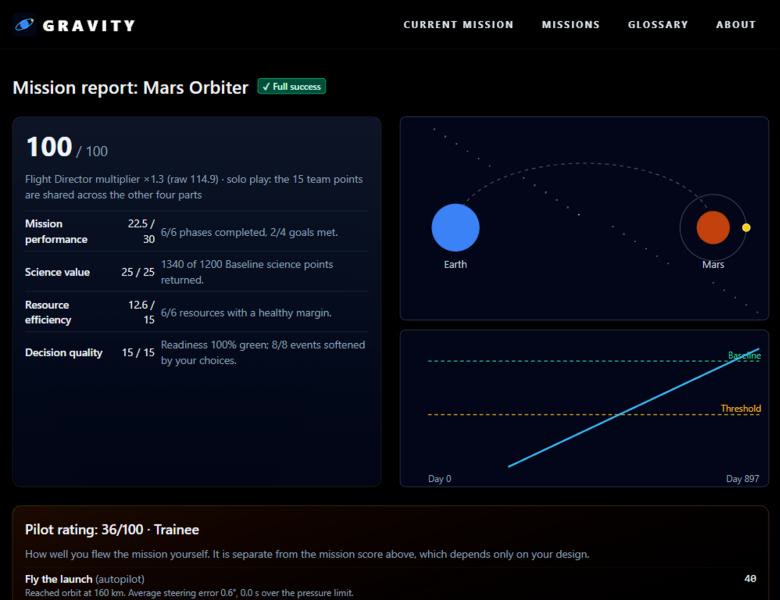 GRAVITY
CURRENT MISSION MISSIONS GLOSSARY ABOUT
Mission report: Mars Orbiter ✓ Full success
100 / 100
Flight Director multiplier ×1.3 (raw 114.9) · solo play: the 15 team points
are shared across the other four parts
Mission performance 22.5 / 30 6/6 phases completed, 2/4 goals met.
Science value 25 / 25 1340 of 1200 Baseline science points returned.
Resource efficiency 12.6 / 15 6/6 resources with a healthy margin.
Decision quality 15 / 15 Readiness 100% green; 8/8 events softened by your choices.
Earth
Mars
Baseline
Threshold
Day 0 Day 897
Pilot rating: 36/100 · Trainee
How well you flew the mission yourself. It is separate from the mission score above, which depends only on your design.
Fly the launch (autopilot) 40
Reached orbit at 160 km. Average steering error 0.6°, 0.0 s over the pressure limit.